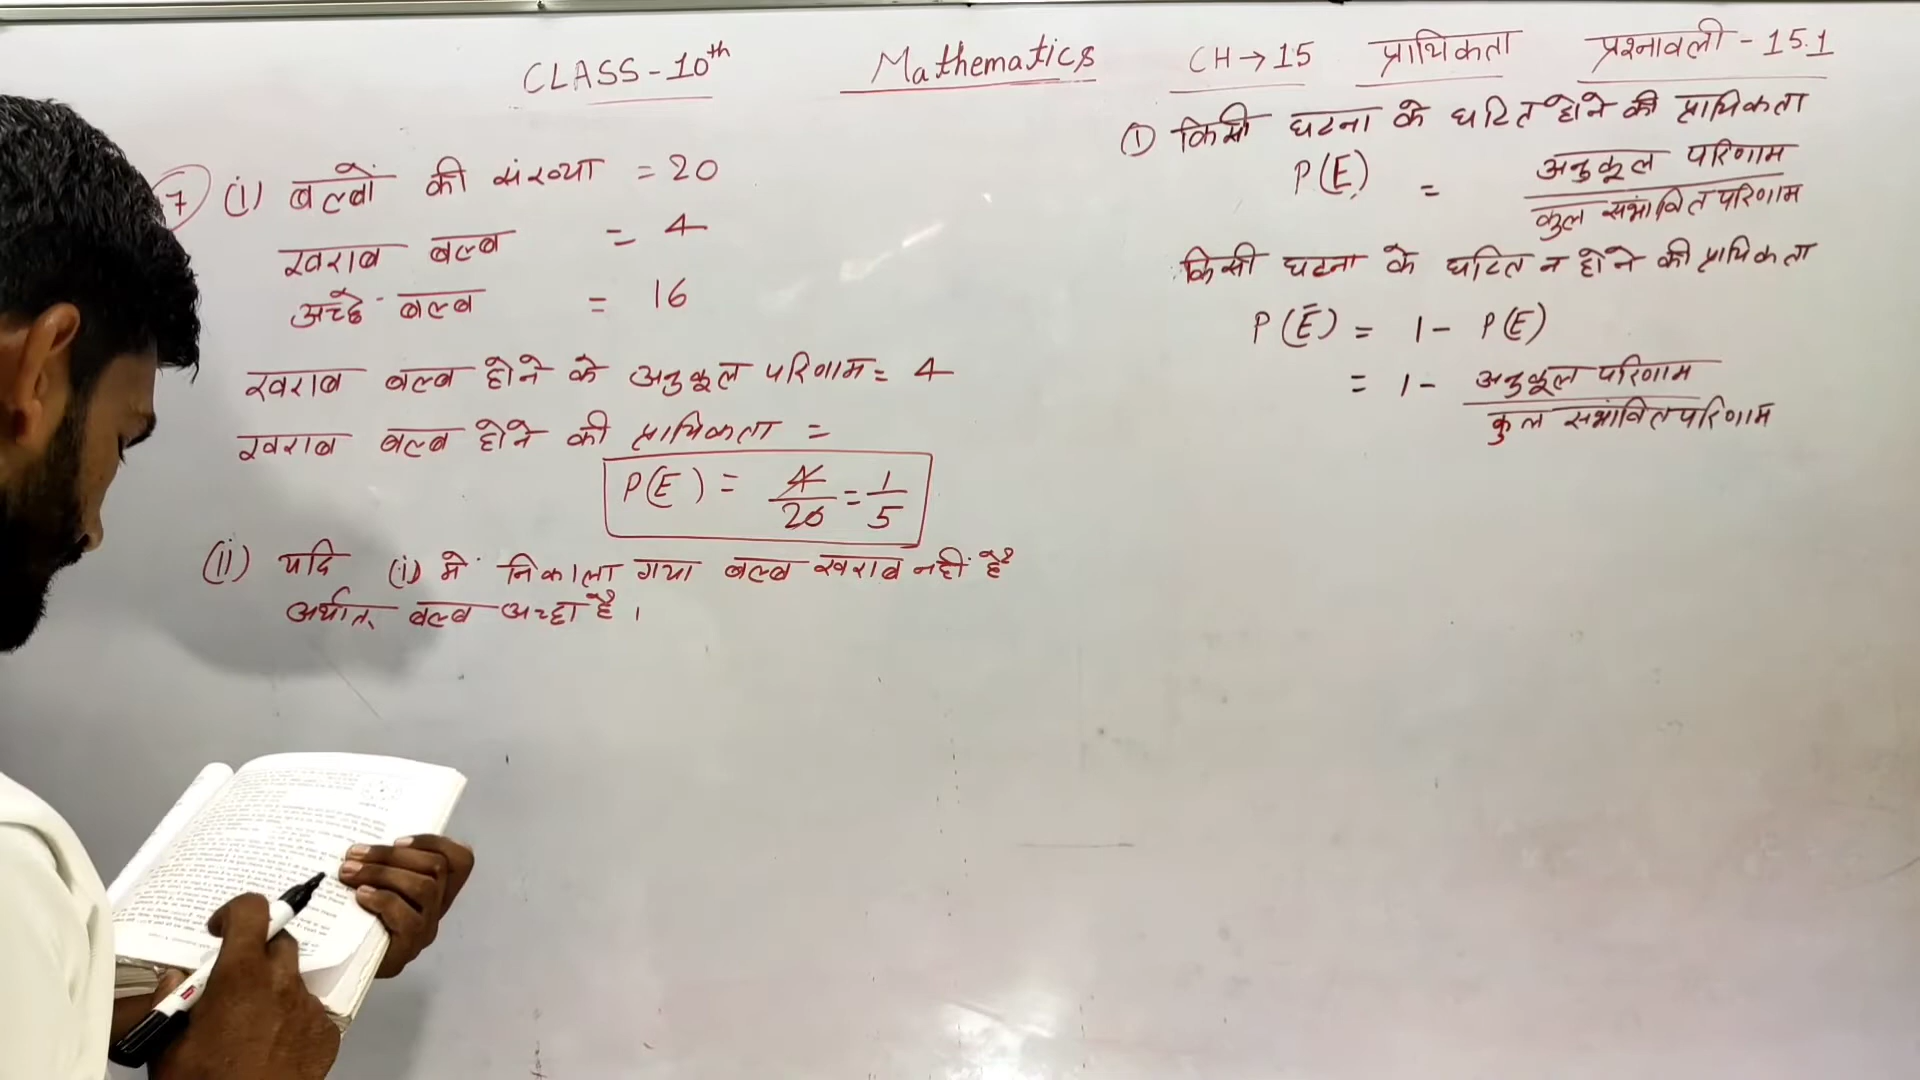 CLASS-10th Mathematics CH→15 प्रायिकता प्रश्नावली - 15.1
7 (i) बल्बों की संख्या = 20
खराब बल्ब = 4
अच्छे बल्ब = 16
खराब बल्ब होने के अनुकूल परिणाम = 4
खराब बल्ब होने की प्रायिकता =
P(E) = 4/20 = 1/5
(ii) यदि (i) में निकाला गया बल्ब खराब नहीं है
अर्थात् बल्ब अच्छा है।
① किसी घटना के घटित होने की प्रायिकता
P(E) = अनुकूल परिणाम / कुल सभांवित परिणाम
किसी घटना के घटित न होने की प्रायिकता
P(Ē) = 1 - P(E)
= 1 - अनुकूल परिणाम / कुल सभांवित परिणाम